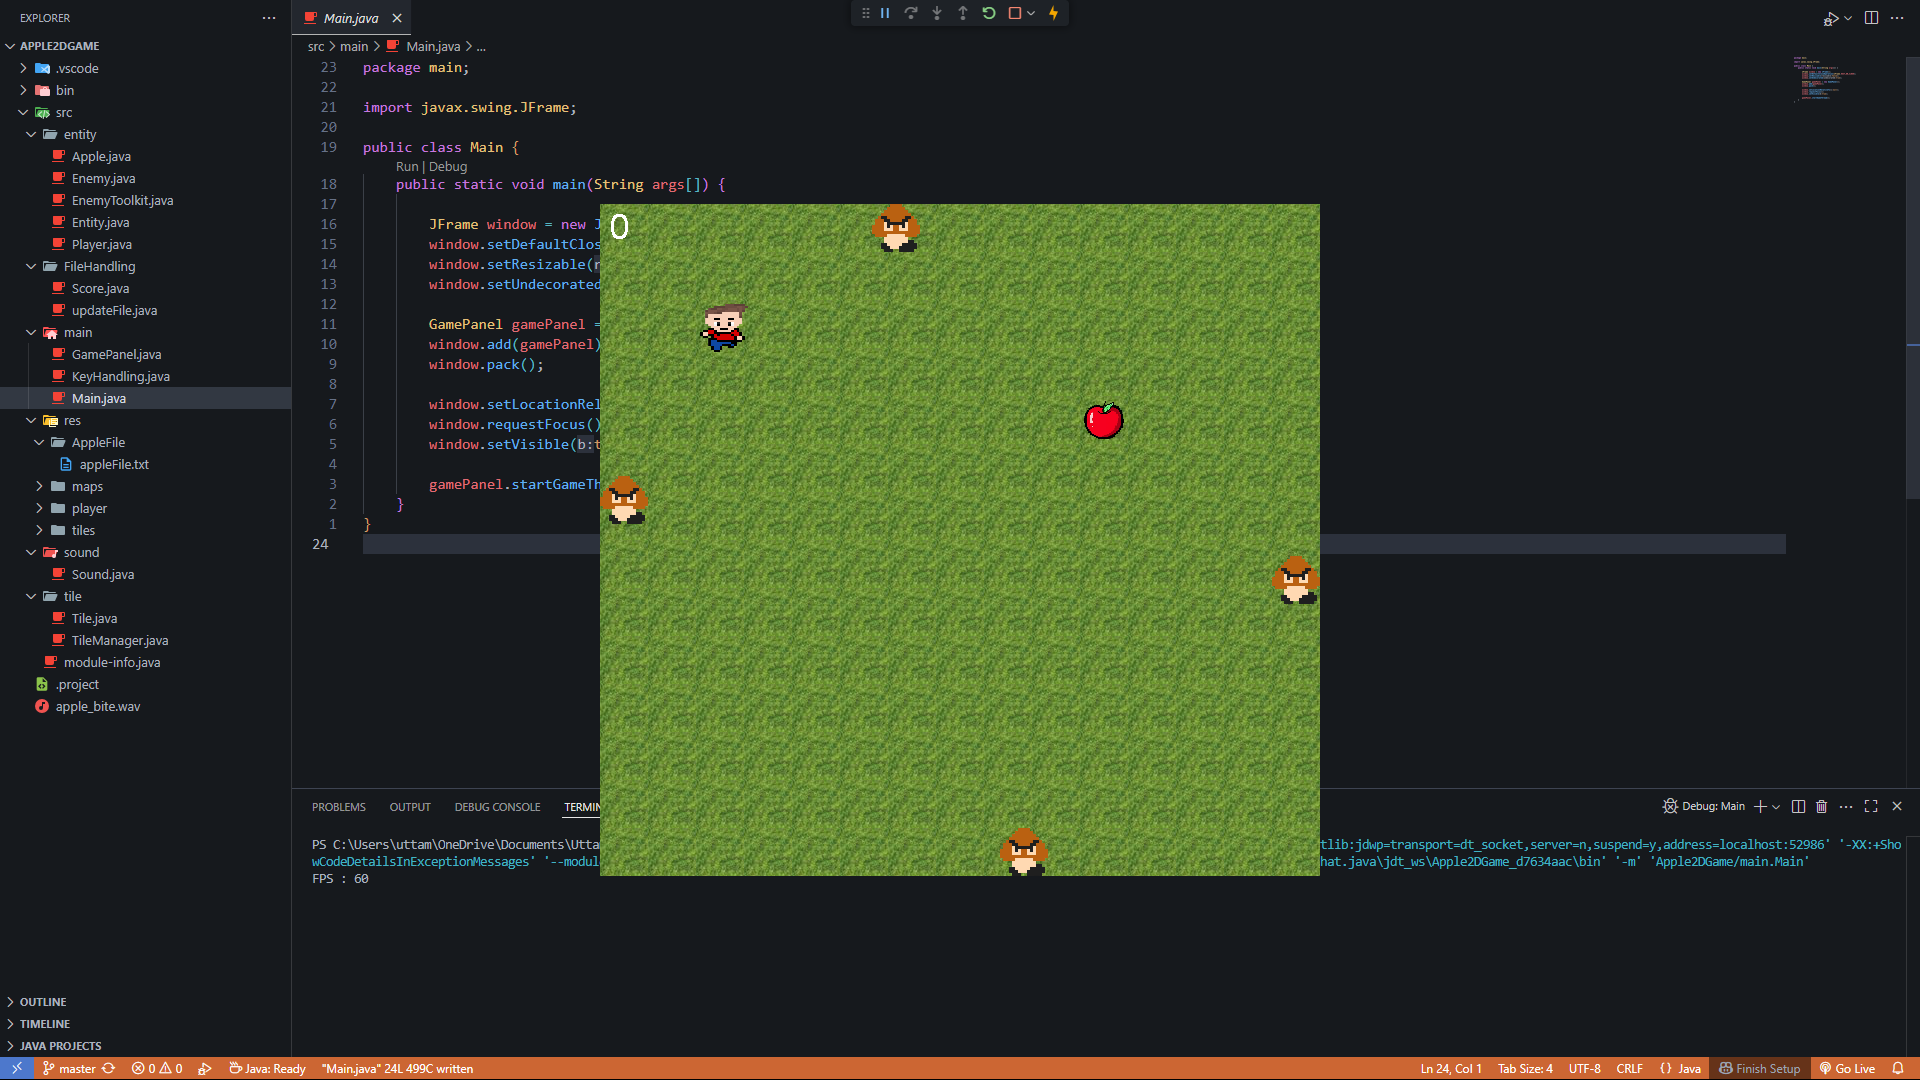 EXPLORER
APPLE2DGAME
.vscode
bin
src
entity
Apple.java
Enemy.java
EnemyToolkit.java
Entity.java
Player.java
FileHandling
Score.java
updateFile.java
main
GamePanel.java
KeyHandling.java
Main.java
res
AppleFile
appleFile.txt
maps
player
tiles
sound
Sound.java
tile
Tile.java
TileManager.java
module-info.java
.project
apple_bite.wav
OUTLINE
TIMELINE
JAVA PROJECTS
Main.java
src > main > Main.java > ...
23 package main;
22
21 import javax.swing.JFrame;
20
19 public class Main {
Run | Debug
18 public static void main(String args[]) {
17
16 JFrame window = new J
15 window.setDefaultClos
14 window.setResizable(
13 window.setUndecorated
12
11 GamePanel gamePanel =
10 window.add(gamePanel)
9 window.pack();
8
7 window.setLocationRel
6 window.requestFocus()
5 window.setVisible(b:t
4
3 gamePanel.startGameTh
2 }
1 }
24
0
PROBLEMS OUTPUT DEBUG CONSOLE TERMIN
Debug: Main
PS C:\Users\uttam\OneDrive\Documents\Utta tlib:jdwp=transport=dt_socket,server=n,suspend=y,address=localhost:52986' '-XX:+Sho
wCodeDetailsInExceptionMessages' '--modul hat.java\jdt_ws\Apple2DGame_d7634aac\bin' '-m' 'Apple2DGame/main.Main'
FPS : 60
master 0 0 Java: Ready "Main.java" 24L 499C written Ln 24, Col 1 Tab Size: 4 UTF-8 CRLF {} Java Finish Setup Go Live